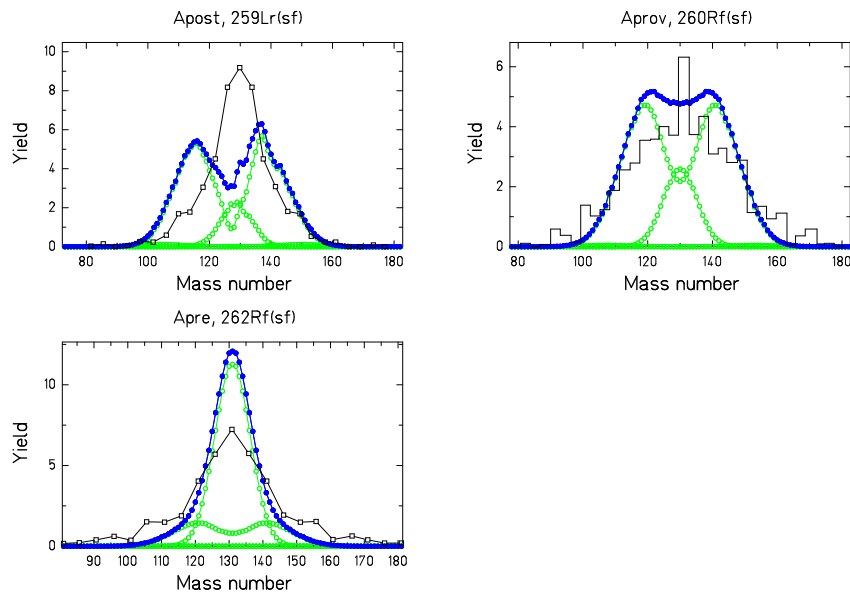 Apost, 259Lr(sf)
10
8
6
4
2
0
Yield
80 100 120 140 160 180
Mass number
Aprov, 260Rf(sf)
6
4
2
0
Yield
80 100 120 140 160 180
Mass number
Apre, 262Rf(sf)
10
5
0
Yield
90 100 110 120 130 140 150 160 170 180
Mass number